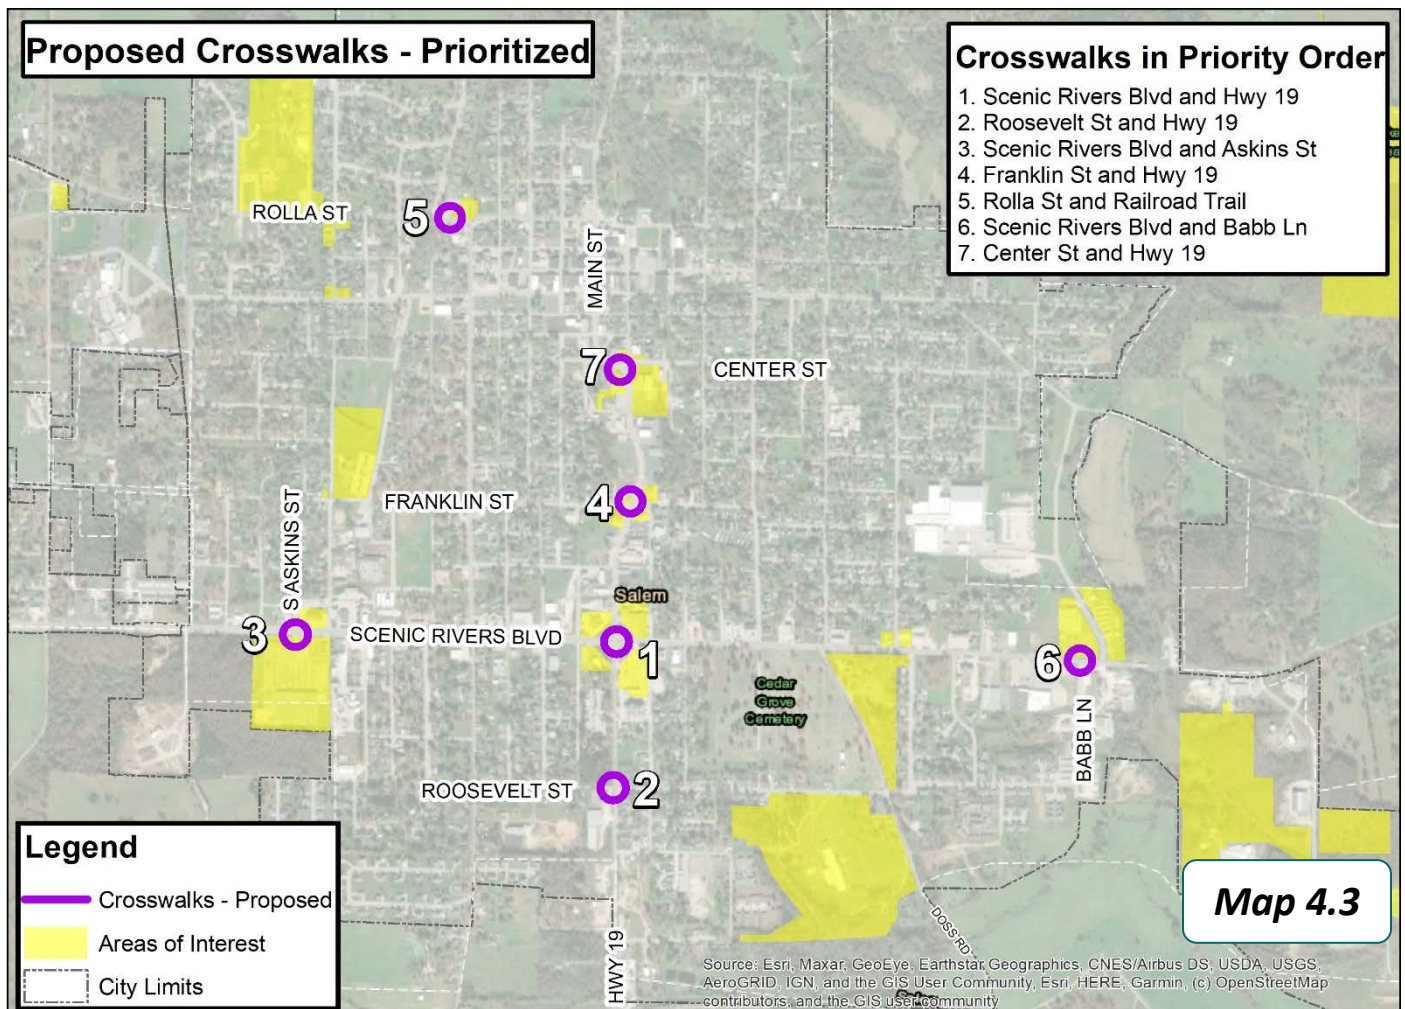 Proposed Crosswalks - Prioritized
Crosswalks in Priority Order
1. Scenic Rivers Blvd and Hwy 19
2. Roosevelt St and Hwy 19
3. Scenic Rivers Blvd and Askins St
4. Franklin St and Hwy 19
5. Rolla St and Railroad Trail
6. Scenic Rivers Blvd and Babb Ln
7. Center St and Hwy 19
ROLLA ST
5
MAIN ST
7
CENTER ST
FRANKLIN ST
4
S ASKINS ST
Salem
3
SCENIC RIVERS BLVD
1
6
Cedar
Grove
Cemetery
BABB LN
ROOSEVELT ST
2
HWY 19
DOSS RD
Legend
Crosswalks - Proposed
Areas of Interest
City Limits
Map 4.3
Source: Esri, Maxar, GeoEye, Earthstar Geographics, CNES/Airbus DS, USDA, USGS,
AeroGRID, IGN, and the GIS User Community, Esri, HERE, Garmin, (c) OpenStreetMap
contributors, and the GIS user community